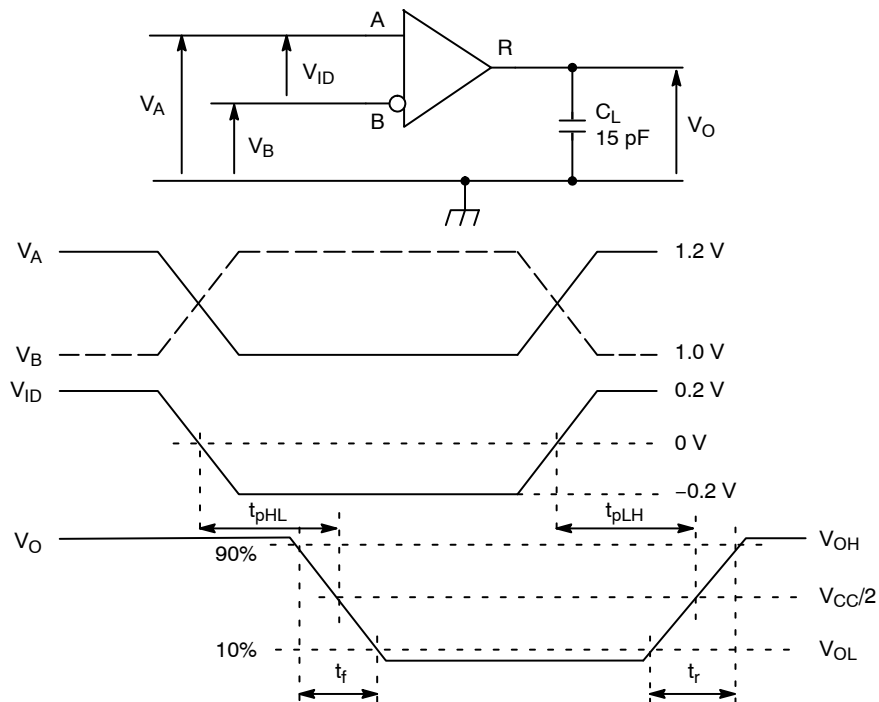 A
R
V_ID
V_A
C_L
15 pF
V_O
B
V_B
V_A
1.2 V
V_B
1.0 V
V_ID
0.2 V
0 V
−0.2 V
t_pHL
t_pLH
V_O
90%
V_OH
V_CC/2
10%
V_OL
t_f
t_r